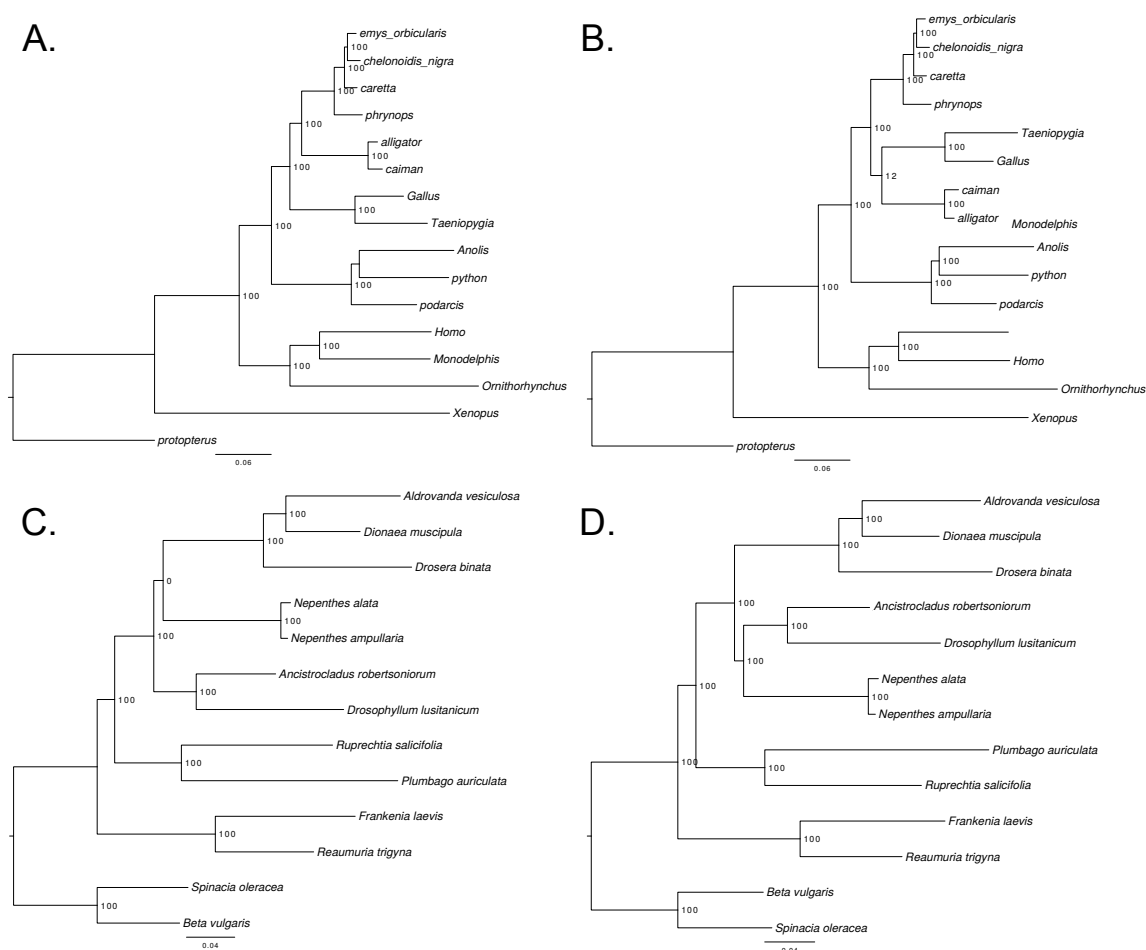 A.
emys_orbicularis
100
chelonoidis_nigra
100
caretta
100
phrynops
100
alligator
100
caiman
100
Gallus
100
Taeniopygia
100
Anolis
python
100
podarcis
100
Homo
100
Monodelphis
100
Ornithorhynchus
Xenopus
protopterus
0.06
B.
emys_orbicularis
100
chelonoidis_nigra
100
caretta
100
phrynops
100
Taeniopygia
100
Gallus
12
caiman
100
alligator
Monodelphis
100
Anolis
100
python
100
podarcis
100
100
Homo
100
Ornithorhynchus
Xenopus
protopterus
0.06
C.
Aldrovanda vesiculosa
100
Dionaea muscipula
100
Drosera binata
0
Nepenthes alata
100
Nepenthes ampullaria
100
Ancistrocladus robertsoniorum
100
Drosophyllum lusitanicum
100
Ruprechtia salicifolia
100
Plumbago auriculata
Frankenia laevis
100
Reaumuria trigyna
Spinacia oleracea
100
Beta vulgaris
0.04
D.
Aldrovanda vesiculosa
100
Dionaea muscipula
100
Drosera binata
100
Ancistrocladus robertsoniorum
100
Drosophyllum lusitanicum
100
Nepenthes alata
100
100
Nepenthes ampullaria
Plumbago auriculata
100
100
Ruprechtia salicifolia
Frankenia laevis
100
Reaumuria trigyna
Beta vulgaris
100
Spinacia oleracea
0.04